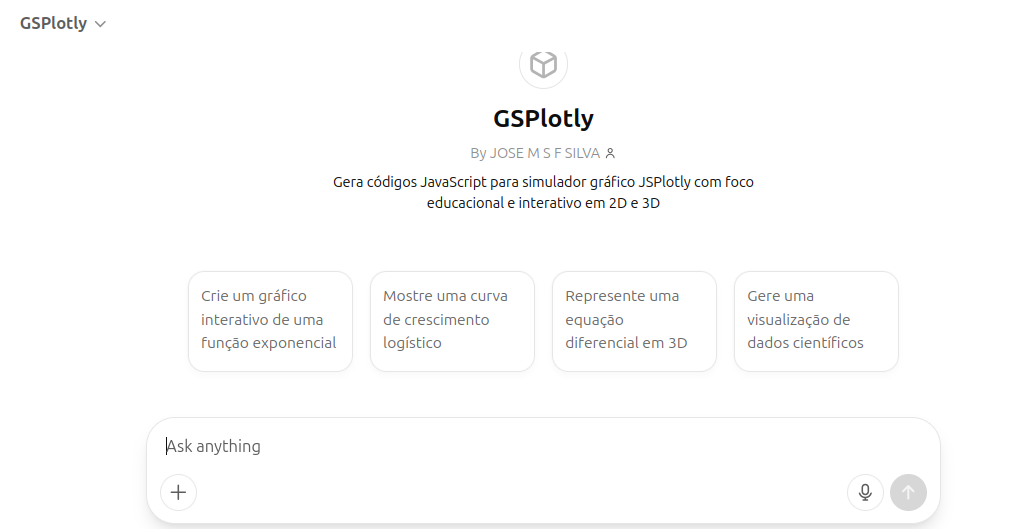 GSPlotly
GSPlotly
By JOSE M S F SILVA
Gera códigos JavaScript para simulador gráfico JSPlotly com foco
educacional e interativo em 2D e 3D
Crie um gráfico
interativo de uma
função exponencial
Mostre uma curva
de crescimento
logístico
Represente uma
equação
diferencial em 3D
Gere uma
visualização de
dados científicos
Ask anything